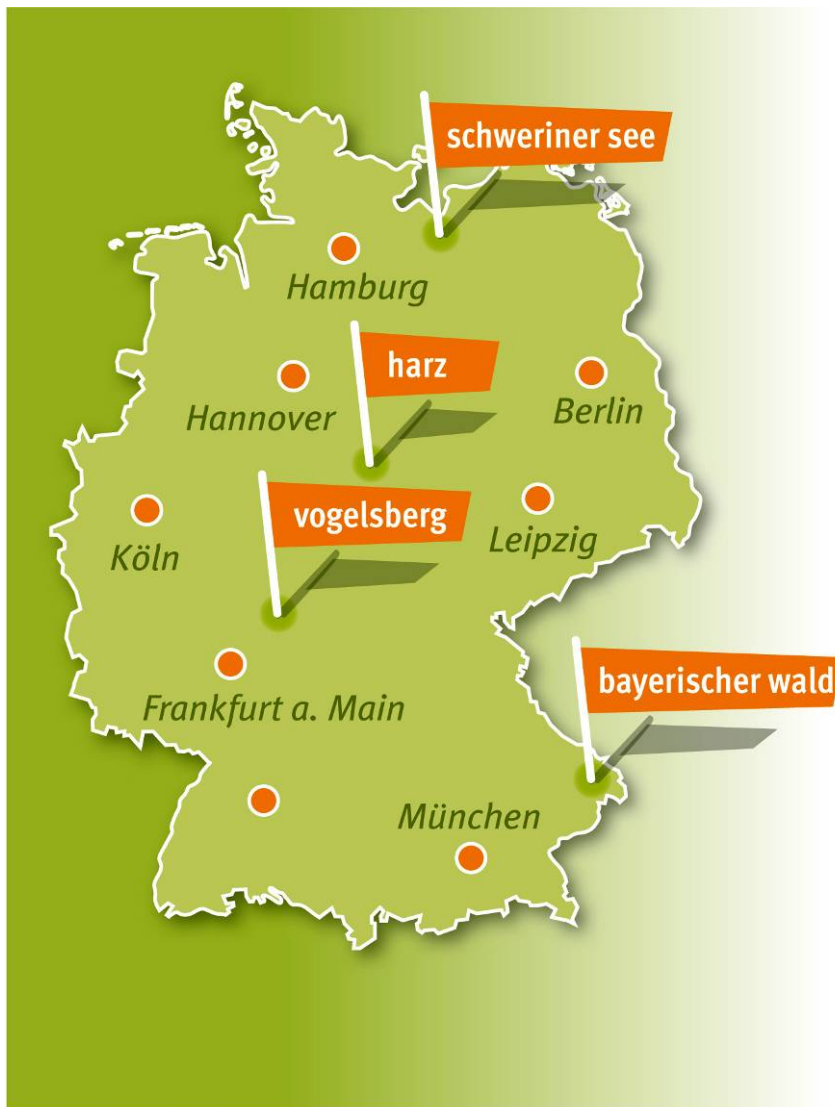 schweriner see
Hamburg
harz
Hannover
Berlin
vogelsberg
Leipzig
Köln
bayerischer wald
Frankfurt a. Main
München